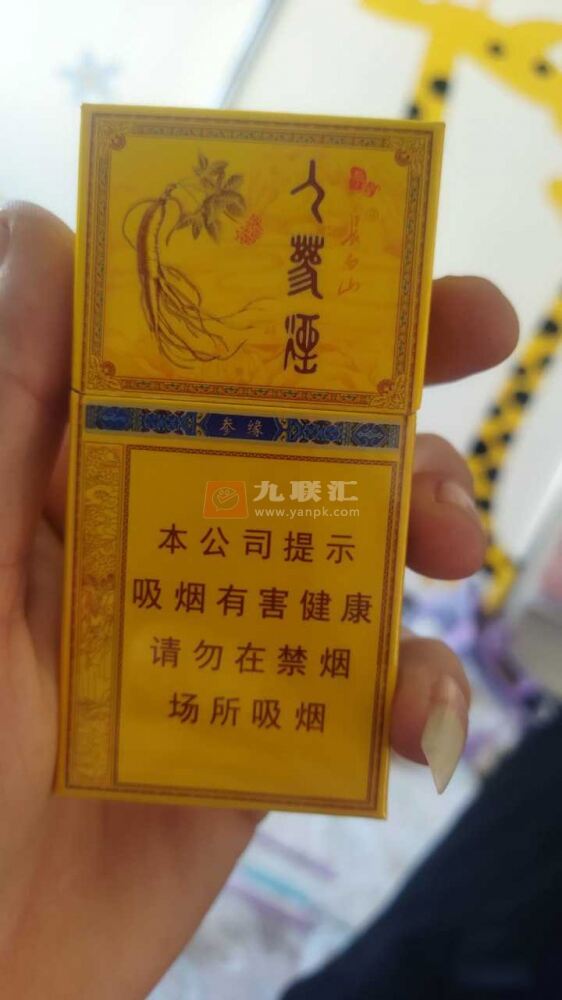 人参烟
长白山
参缘
九联汇
www.yanpk.com
本公司提示
吸烟有害健康
请勿在禁烟
场所吸烟